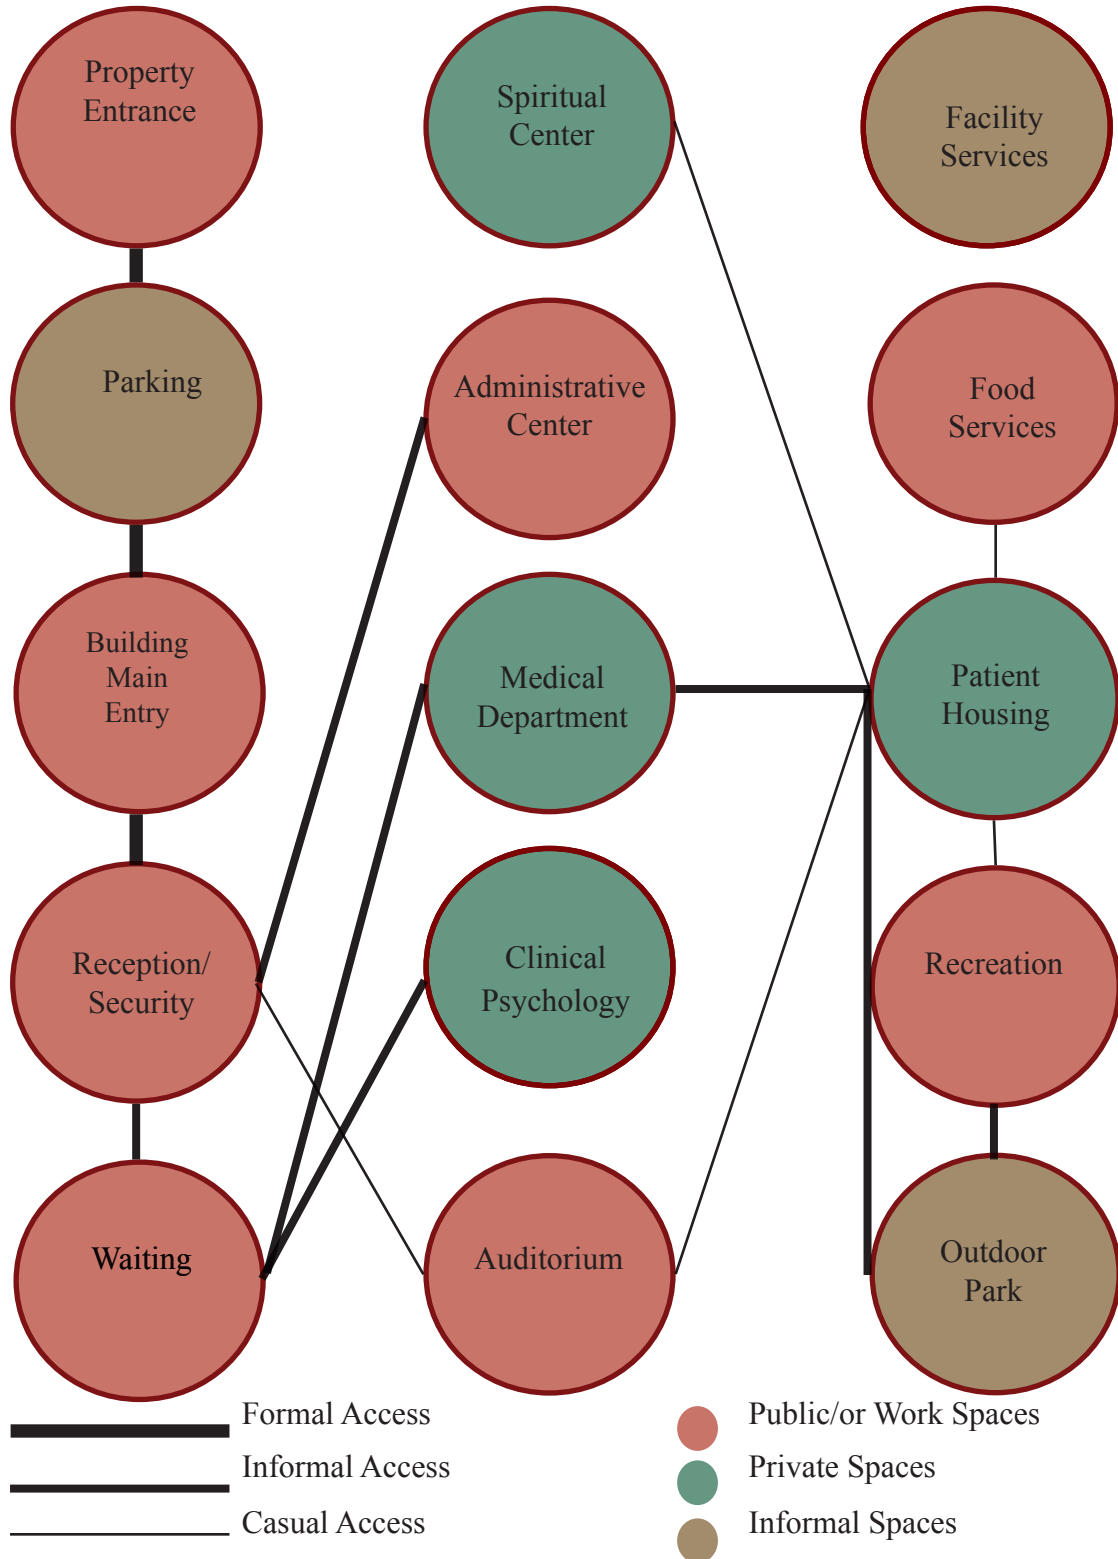 Property
Entrance
Spiritual
Center
Facility
Services
Parking
Administrative
Center
Food
Services
Building
Main
Entry
Medical
Department
Patient
Housing
Reception/
Security
Clinical
Psychology
Recreation
Waiting
Auditorium
Outdoor
Park
Formal Access
Informal Access
Casual Access
Public/or Work Spaces
Private Spaces
Informal Spaces